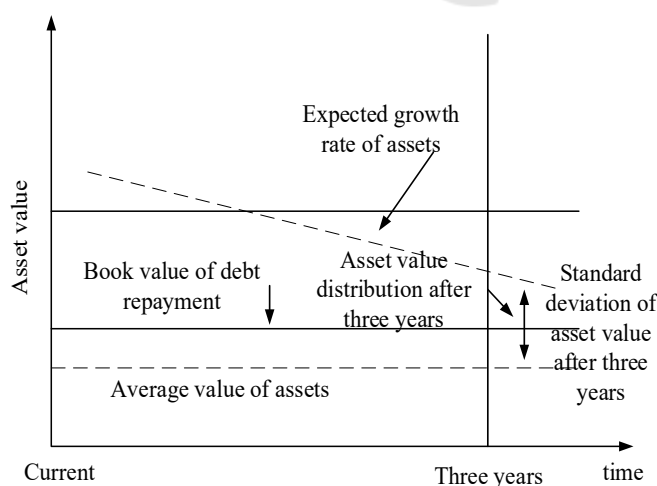 Asset value
Expected growth
rate of assets
Book value of debt
repayment
Asset value
distribution after
three years
Standard
deviation of
asset value
after three
years
Average value of assets
Current
Three years
time